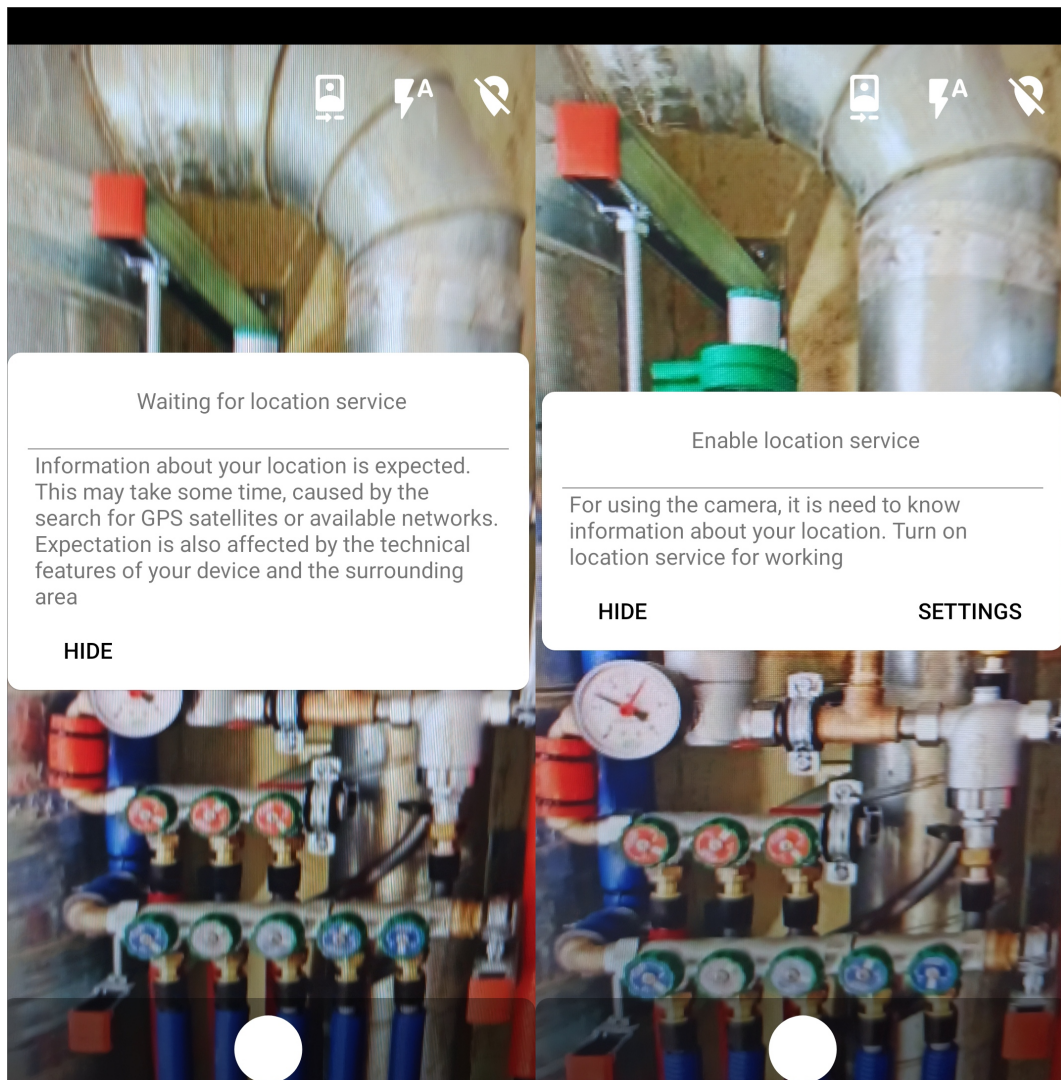 A
Waiting for location service
Information about your location is expected.
This may take some time, caused by the
search for GPS satellites or available networks.
Expectation is also affected by the technical
features of your device and the surrounding
area
HIDE
A
Enable location service
For using the camera, it is need to know
information about your location. Turn on
location service for working
HIDE
SETTINGS